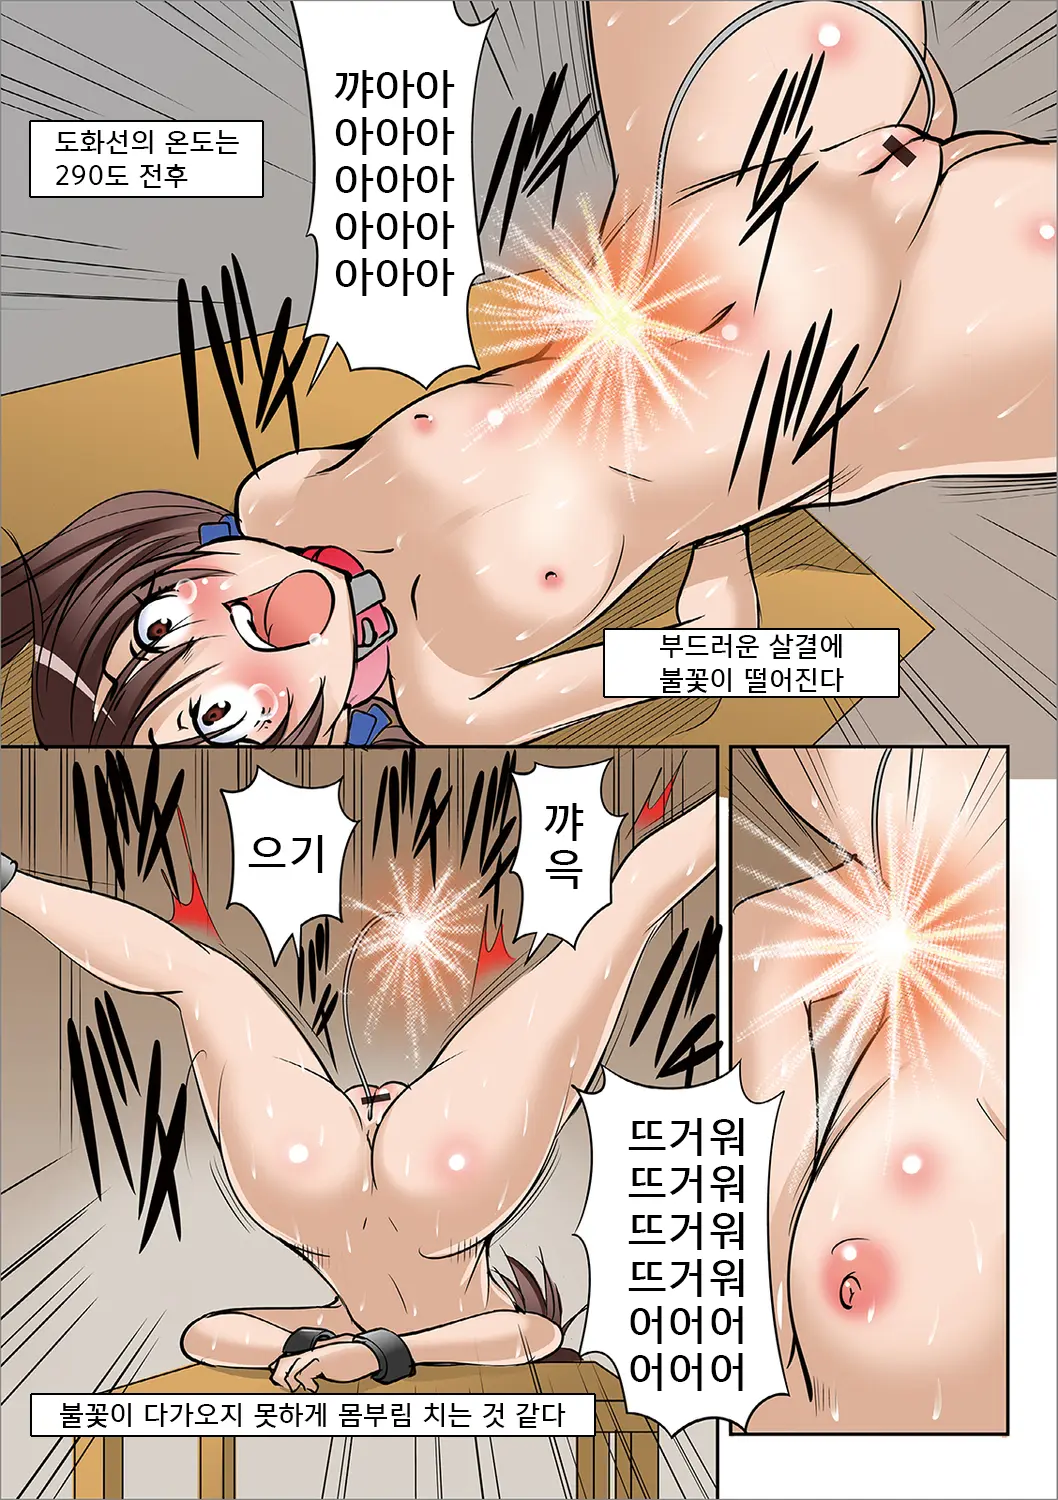 꺄아아
아아아
아아아
아아아
아아아
도화선의 온도는
290도 전후
부드러운 살결에
불꽃이 떨어진다
으기
꺄
윽
뜨거워
뜨거워
뜨거워
뜨거워
어어어
어어어
불꽃이 다가오지 못하게 몸부림 치는 것 같다